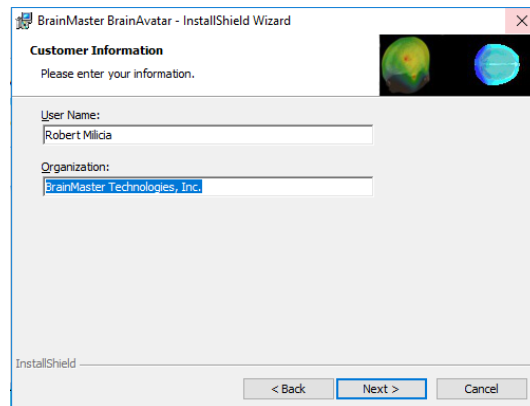 BrainMaster BrainAvatar - InstallShield Wizard
Customer Information
Please enter your information.
User Name:
Robert Milicia
Organization:
BrainMaster Technologies, Inc.
InstallShield
< Back
Next >
Cancel